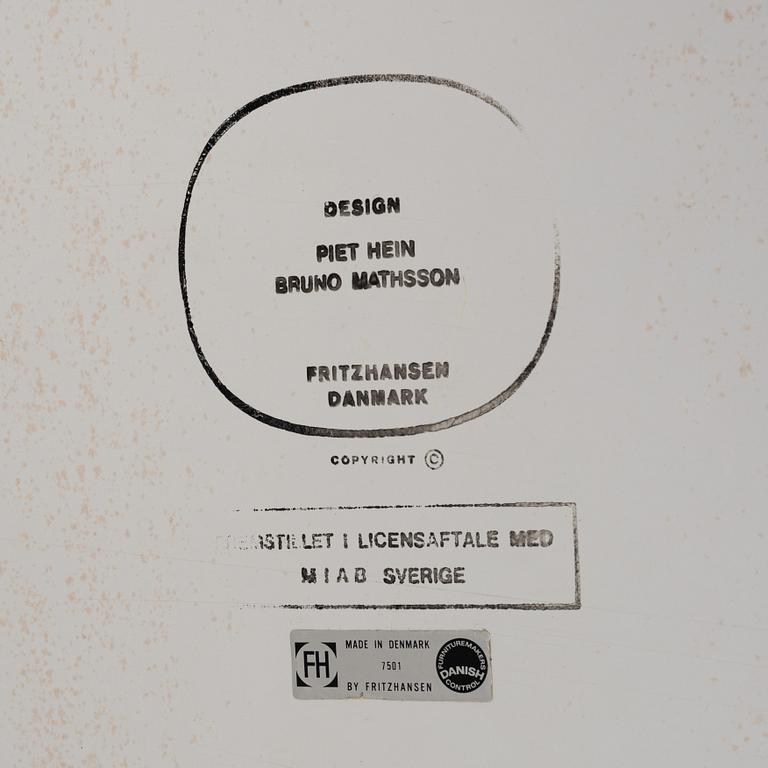 DESIGN
PIET HEIN
BRUNO MATHSSON
FRITZHANSEN
DANMARK
COPYRIGHT ©
I LICENSAFTALE MED
MIAB SVERIGE
FH
MADE IN DENMARK
7501
BY FRITZHANSEN
FURNITUREMAKERS
DANISH
CONTROL